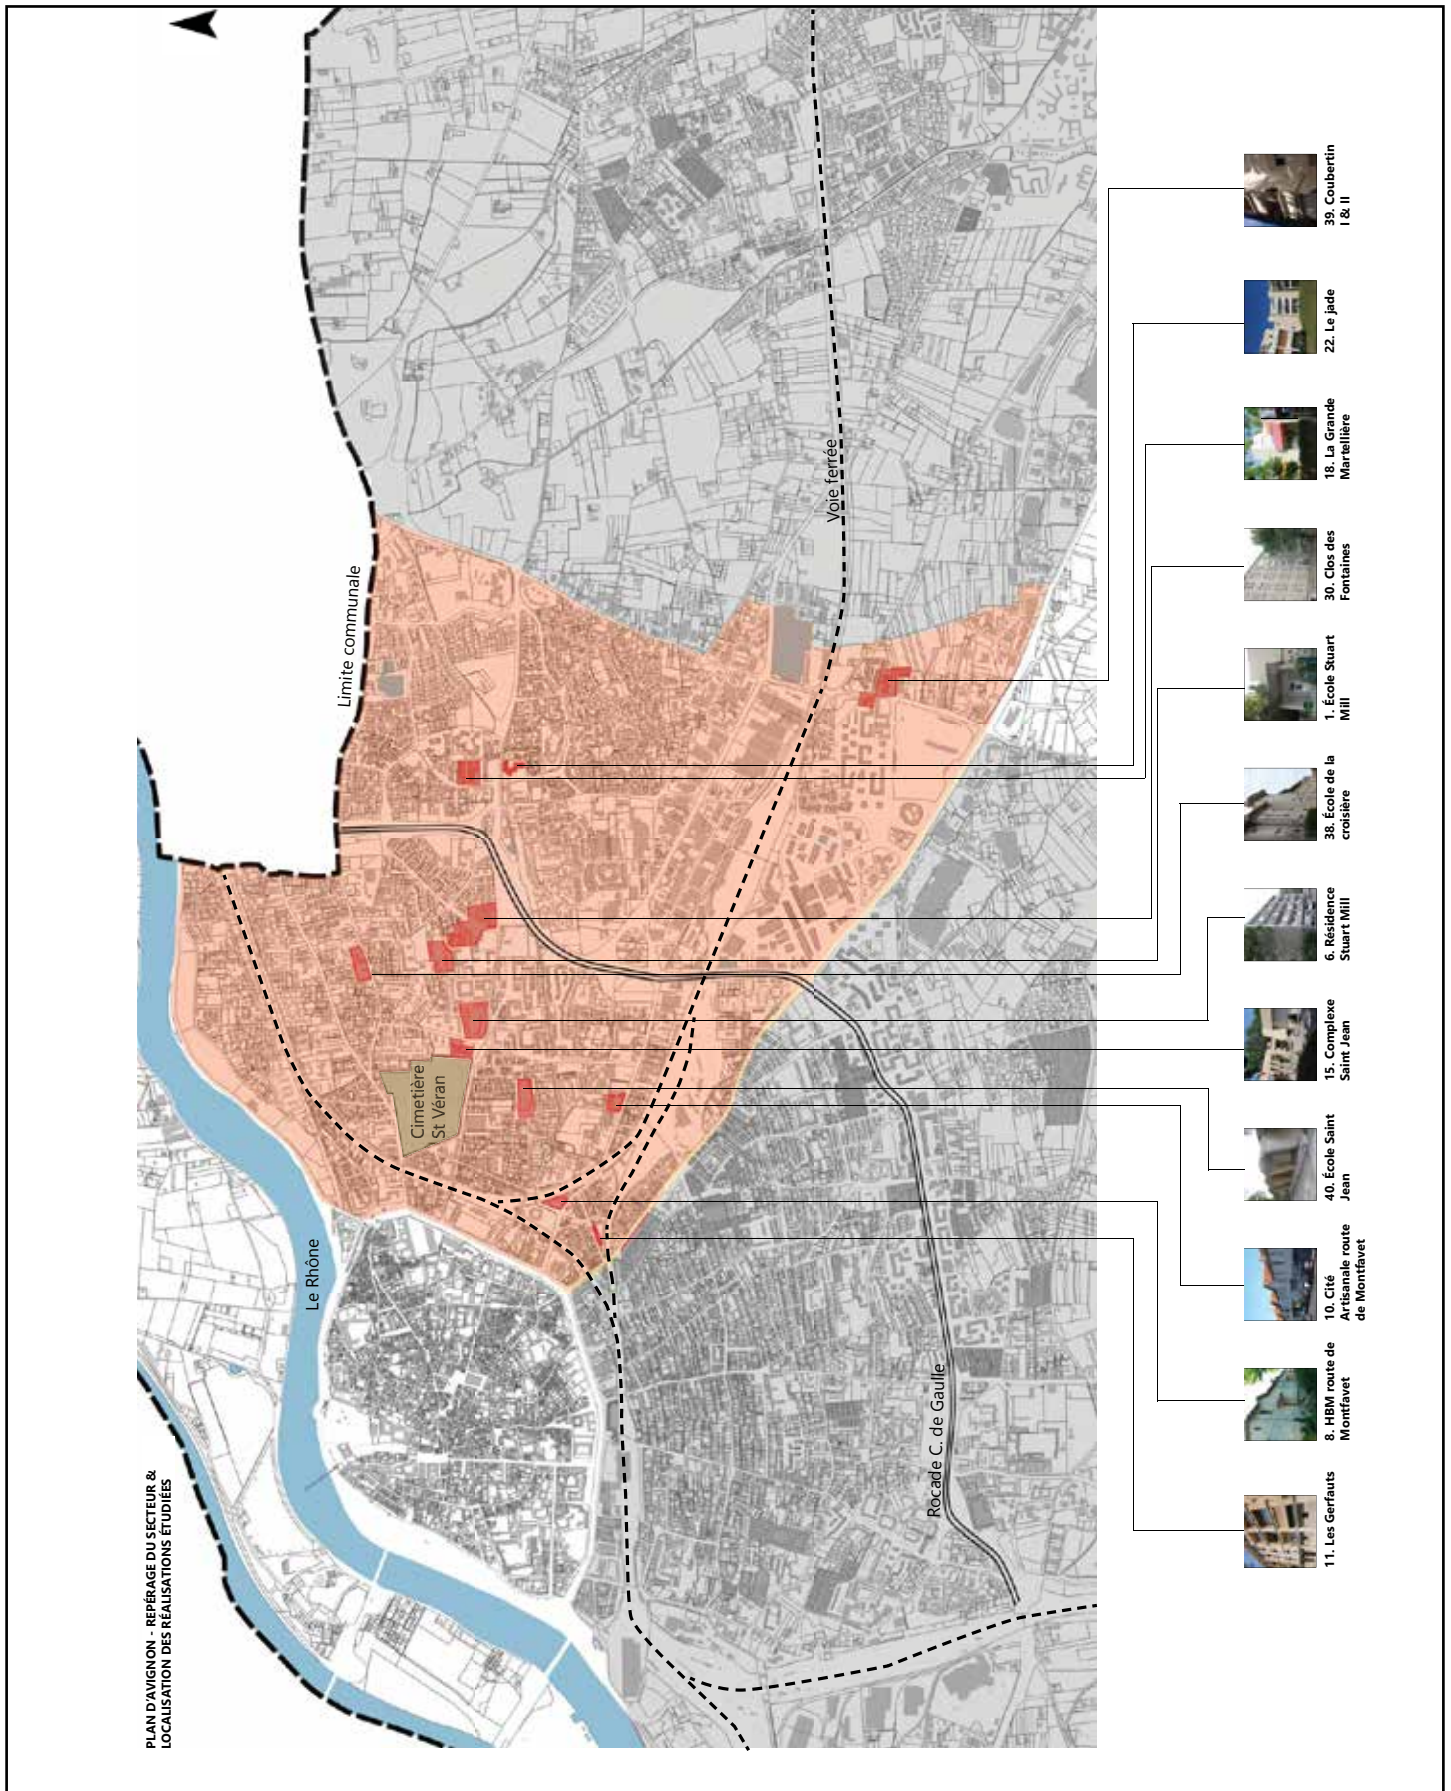 PLAN D'AVIGNON - REPÉRAGE DU SECTEUR &
LOCALISATION DES RÉALISATIONS ÉTUDIÉES
Le Rhône
Cimetière
St Véran
Limite communale
Voie ferrée
Rocade C. de Gaulle
11. Les Gerfauts
8. HBM route de
Montfavet
10. Cité
Artisanale route
de Montfavet
40. École Saint
Jean
15. Complexe
Saint Jean
6. Résidence
Stuart Mill
38. École de la
croisière
1. École Stuart
Mill
30. Clos des
Fontaines
18. La Grande
Martellière
22. Le jade
39. Coubertin
I & II